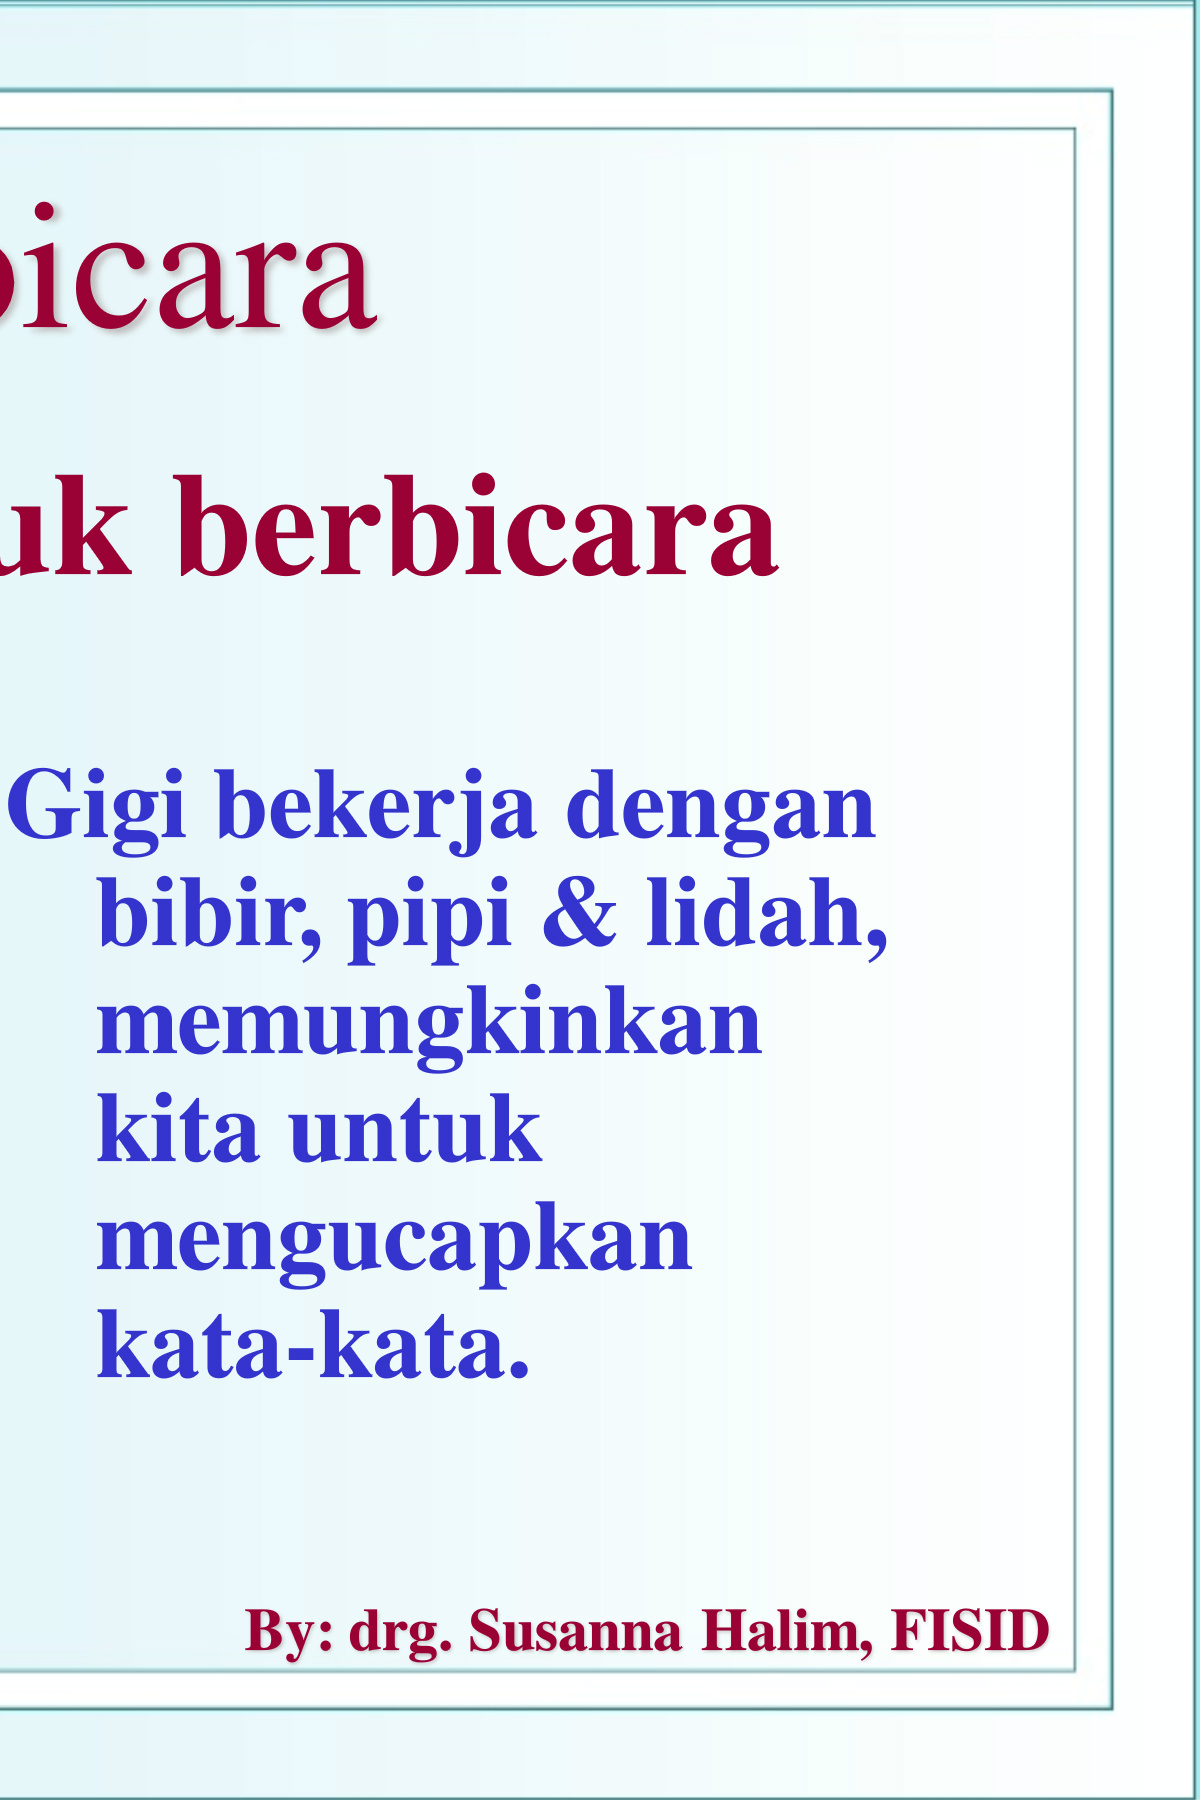 bicara
uk berbicara
Gigi bekerja dengan
bibir, pipi & lidah,
memungkinkan
kita untuk
mengucapkan
kata-kata.
By: drg. Susanna Halim, FISID